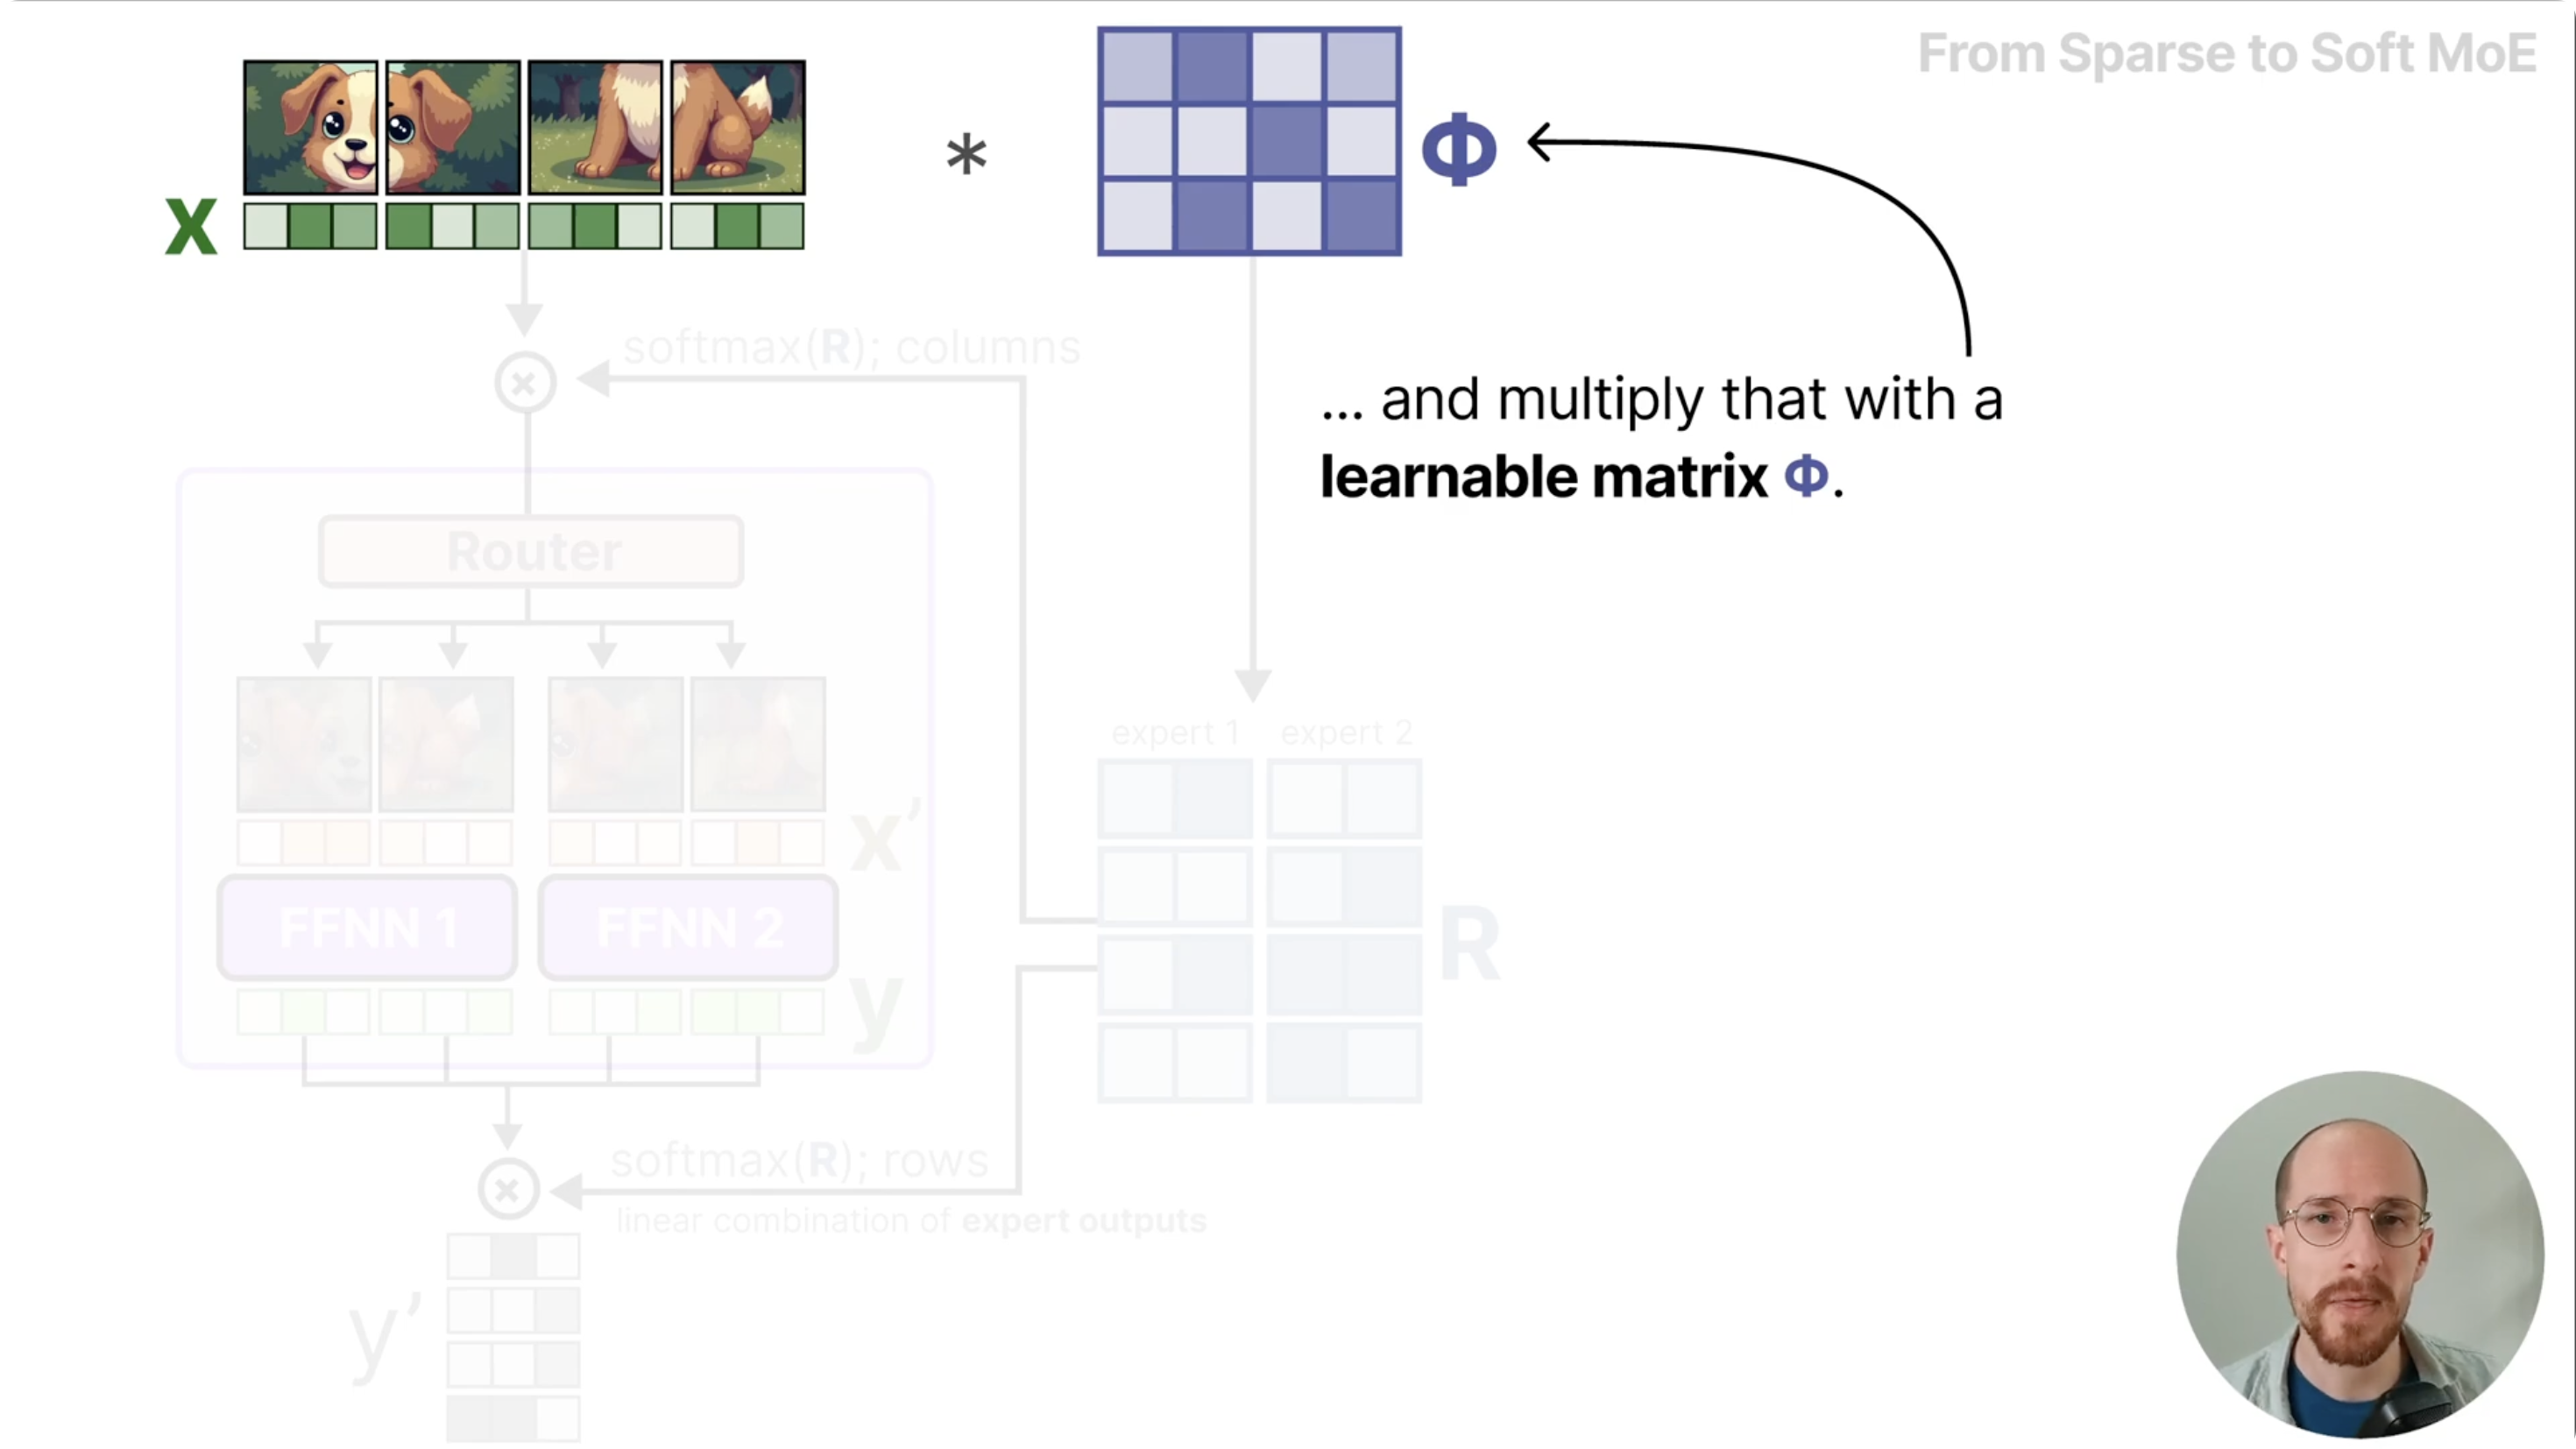 From Sparse to Soft MoE
*
Φ
X
softmax(R); columns
... and multiply that with a
learnable matrix Φ.
Router
expert 1 expert 2
x’
FFNN 1 FFNN 2
R
y
softmax(R); rows
linear combination of expert outputs
y’